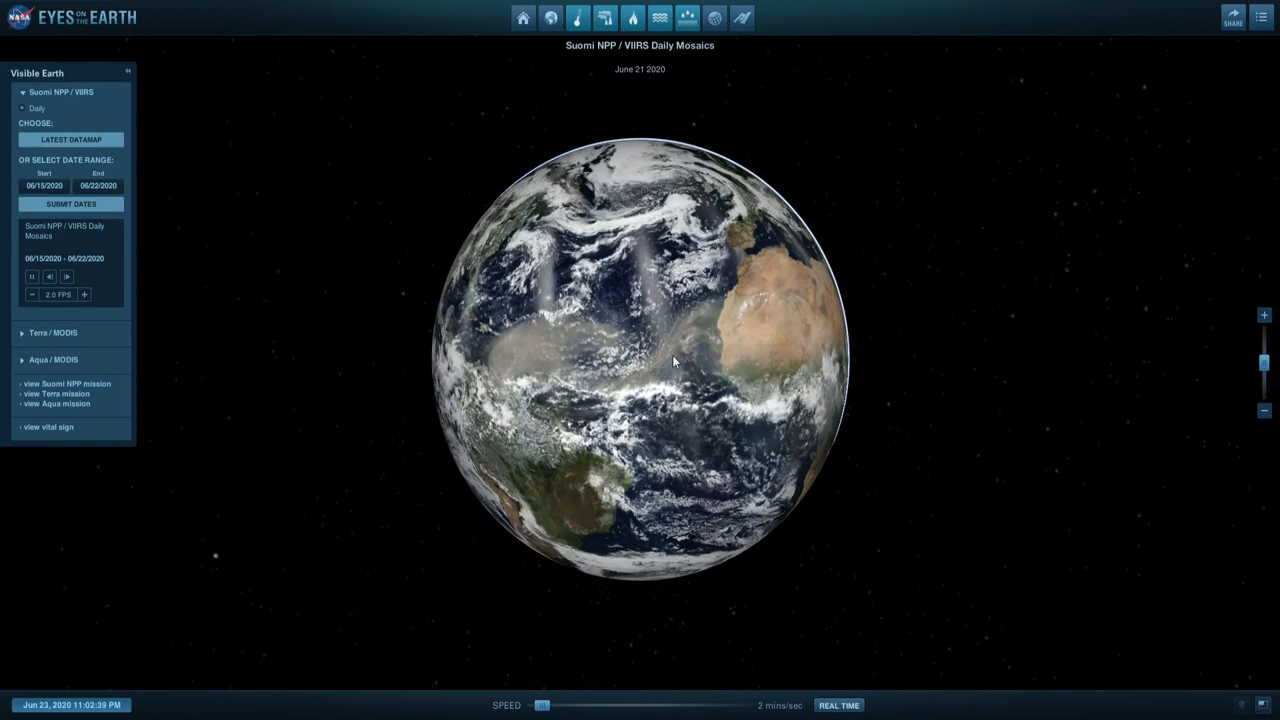 NASA EYES ON THE EARTH
SHARE
Suomi NPP / VIIRS Daily Mosaics
June 21 2020
Visible Earth
Suomi NPP / VIIRS
Daily
CHOOSE:
LATEST DATAMAP
OR SELECT DATE RANGE:
Start End
06/15/2020 06/22/2020
SUBMIT DATES
Suomi NPP / VIIRS Daily
Mosaics
06/15/2020 - 06/22/2020
2.0 FPS
Terra / MODIS
Aqua / MODIS
› view Suomi NPP mission
› view Terra mission
› view Aqua mission
› view vital sign
Jun 23, 2020 11:02:39 PM
SPEED 2 mins/sec REAL TIME